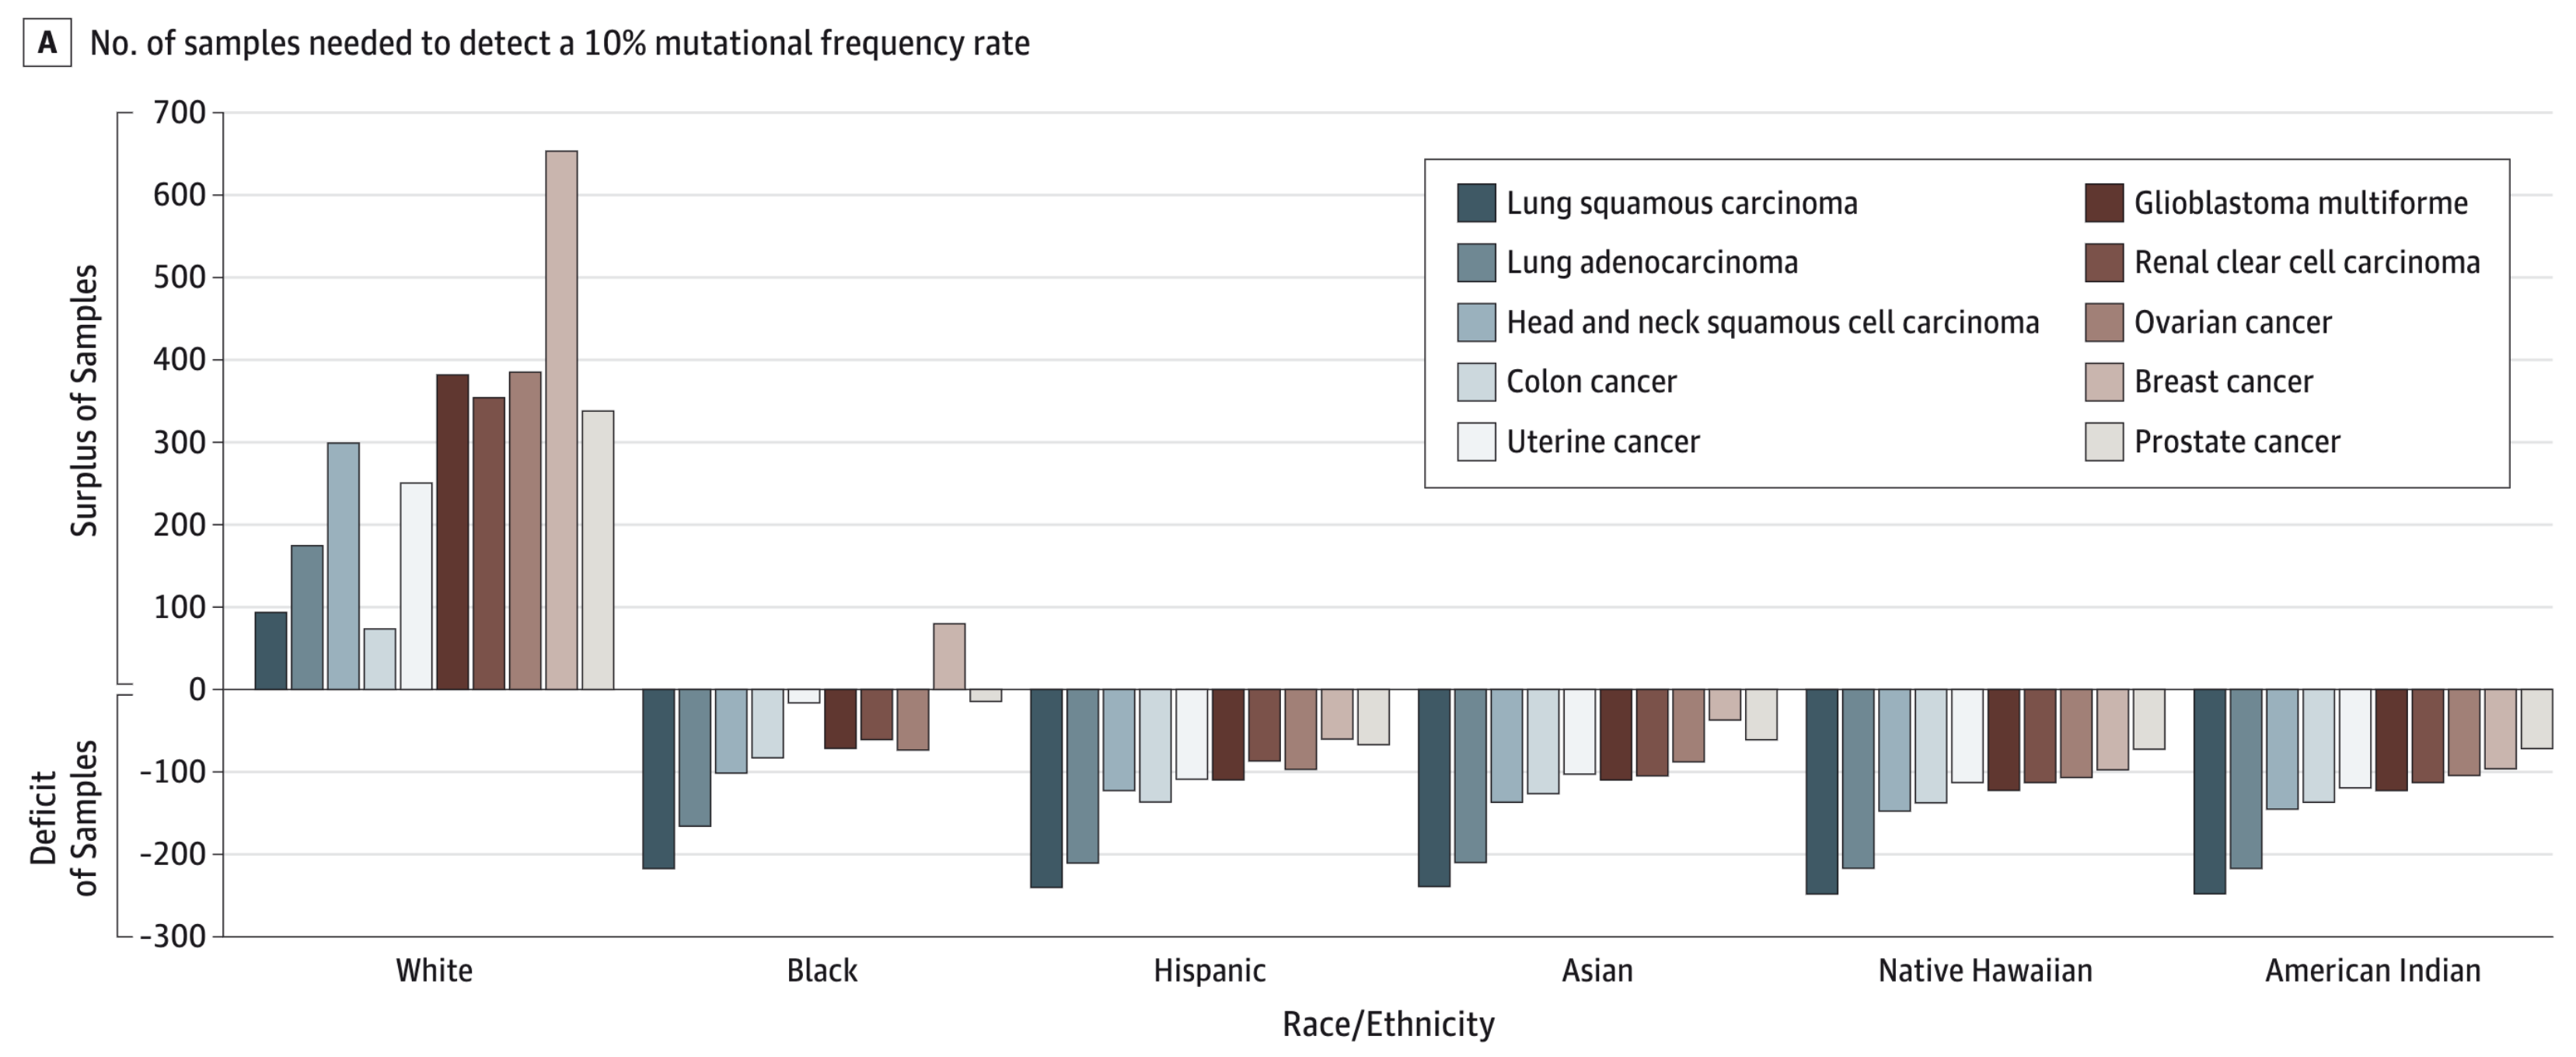 A No. of samples needed to detect a 10% mutational frequency rate
Surplus of Samples
Deficit
of Samples
700
600
500
400
300
200
100
0
-100
-200
-300
Lung squamous carcinoma
Lung adenocarcinoma
Head and neck squamous cell carcinoma
Colon cancer
Uterine cancer
Glioblastoma multiforme
Renal clear cell carcinoma
Ovarian cancer
Breast cancer
Prostate cancer
White Black Hispanic Asian Native Hawaiian American Indian
Race/Ethnicity